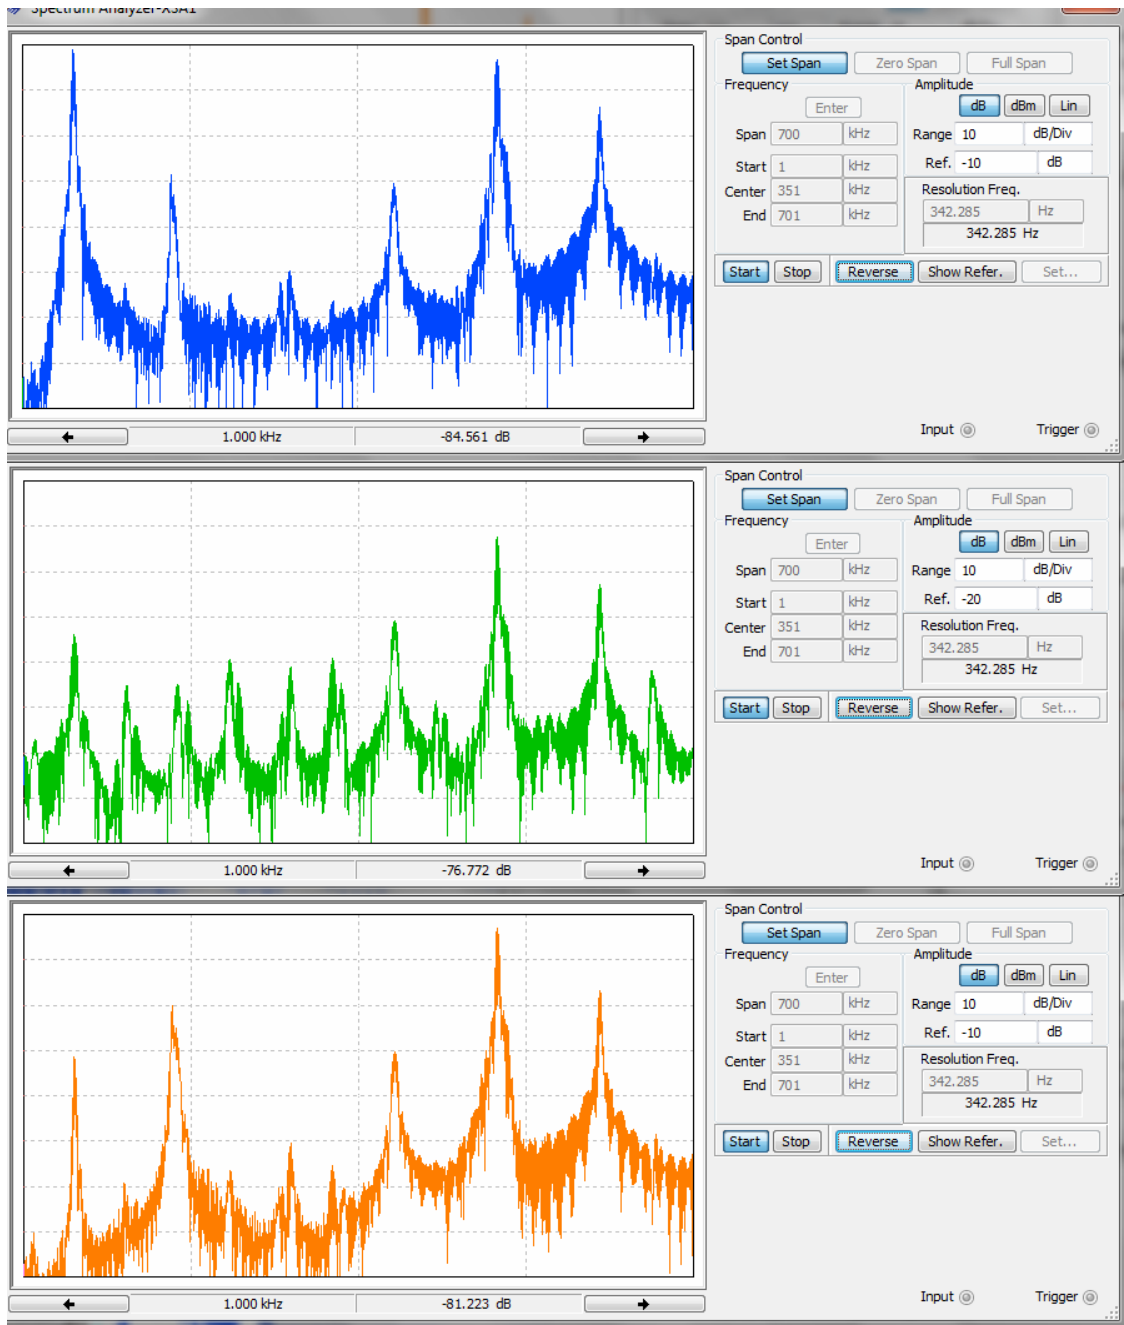 Spectrum Analyzer-XSA1
Span Control
Set Span Zero Span Full Span
Frequency Amplitude
Enter dB dBm Lin
Span 700 kHz Range 10 dB/Div
Start 1 kHz Ref. -10 dB
Center 351 kHz Resolution Freq.
End 701 kHz 342.285 Hz
342.285 Hz
Start Stop Reverse Show Refer. Set...
1.000 kHz -84.561 dB Input Trigger
Span Control
Set Span Zero Span Full Span
Frequency Amplitude
Enter dB dBm Lin
Span 700 kHz Range 10 dB/Div
Start 1 kHz Ref. -20 dB
Center 351 kHz Resolution Freq.
End 701 kHz 342.285 Hz
342.285 Hz
Start Stop Reverse Show Refer. Set...
1.000 kHz -76.772 dB Input Trigger
Span Control
Set Span Zero Span Full Span
Frequency Amplitude
Enter dB dBm Lin
Span 700 kHz Range 10 dB/Div
Start 1 kHz Ref. -10 dB
Center 351 kHz Resolution Freq.
End 701 kHz 342.285 Hz
342.285 Hz
Start Stop Reverse Show Refer. Set...
1.000 kHz -81.223 dB Input Trigger